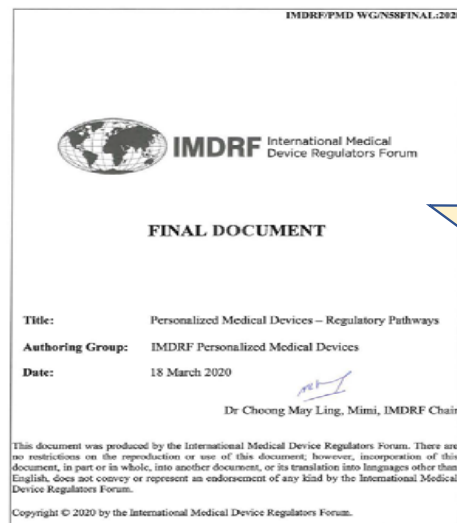 IMDRF/PMD WG/N58FINAL:2020
IMDRF International Medical
Device Regulators Forum
FINAL DOCUMENT
Title: Personalized Medical Devices – Regulatory Pathways
Authoring Group: IMDRF Personalized Medical Devices
Date: 18 March 2020
Dr Choong May Ling, Mimi, IMDRF Chair
This document was produced by the International Medical Device Regulators Forum. There are
no restrictions on the reproduction or use of this document; however, incorporation of this
document, in part or in whole, into another document, or its translation into languages other than
English, does not convey or represent an endorsement of any kind by the International Medical
Device Regulators Forum.
Copyright © 2020 by the International Medical Device Regulators Forum.